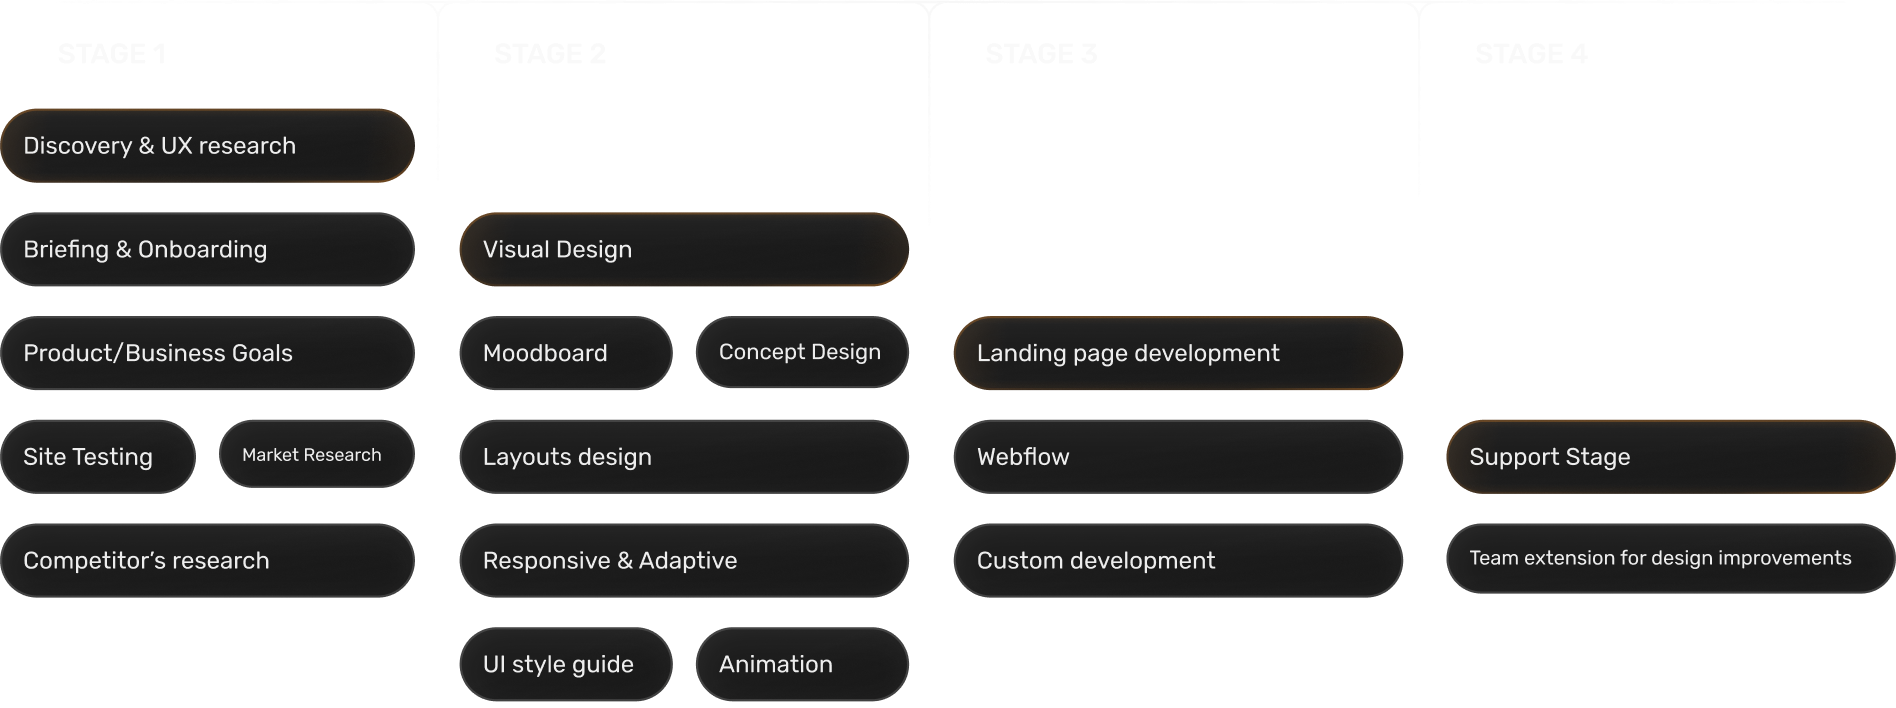 STAGE 1
Discovery & UX research
Briefing & Onboarding
Product/Business Goals
Site Testing
Market Research
Competitor’s research
STAGE 2
Visual Design
Moodboard
Concept Design
Layouts design
Responsive & Adaptive
UI style guide
Animation
STAGE 3
Landing page development
Webflow
Custom development
STAGE 4
Support Stage
Team extension for design improvements